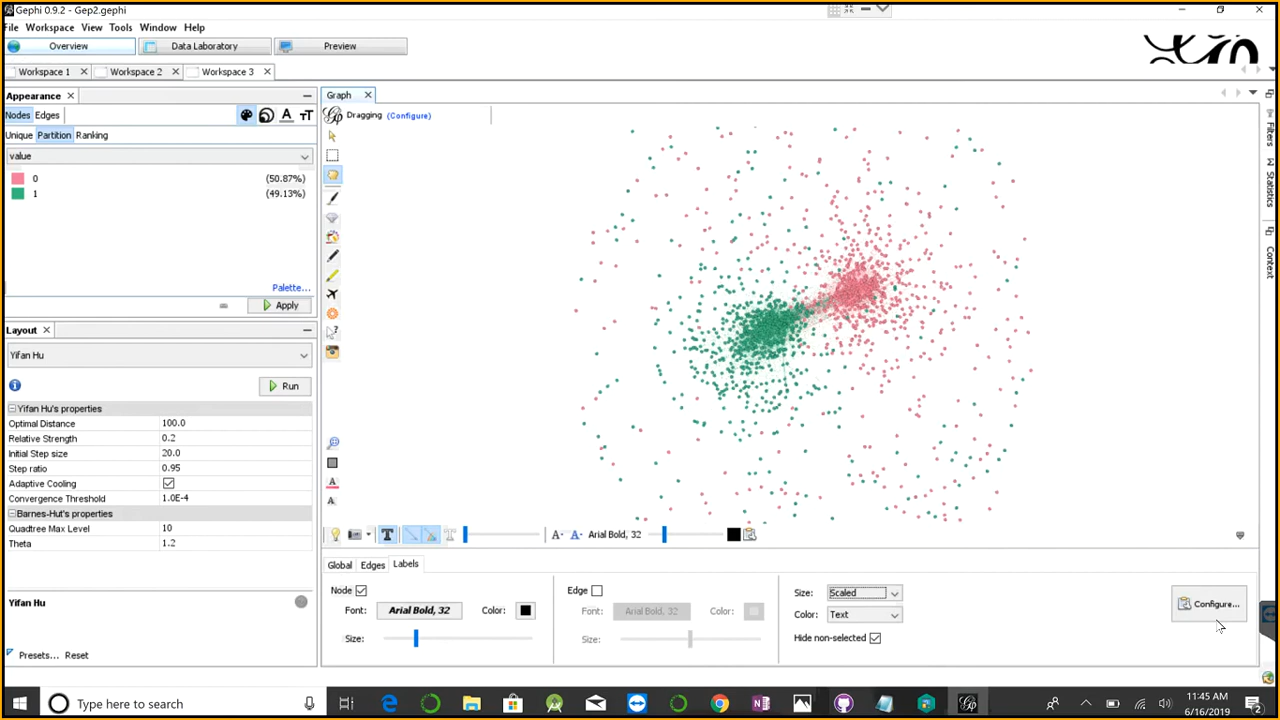 Gephi 0.9.2 - Gep2.gephi
File Workspace View Tools Window Help
Overview Data Laboratory Preview
Workspace 1 Workspace 2 Workspace 3
Appearance
Graph
Nodes Edges
Dragging (Configure)
Unique Partition Ranking
value
0 (50.87%)
1 (49.13%)
Palette...
Apply
Layout
Yifan Hu
Run
Yifan Hu's properties
Optimal Distance 100.0
Relative Strength 0.2
Initial Step size 20.0
Step ratio 0.95
Adaptive Cooling
Convergence Threshold 1.0E-4
Barnes-Hut's properties
Quadtree Max Level 10
Theta 1.2
Yifan Hu
Presets... Reset
Filters
Statistics
Context
Arial Bold, 32
Global Edges Labels
Node
Font: Arial Bold, 32 Color:
Size:
Edge
Font: Arial Bold, 32 Color:
Size:
Size: Scaled
Color: Text
Hide non-selected
Configure...
Type here to search
11:45 AM
6/16/2019
2